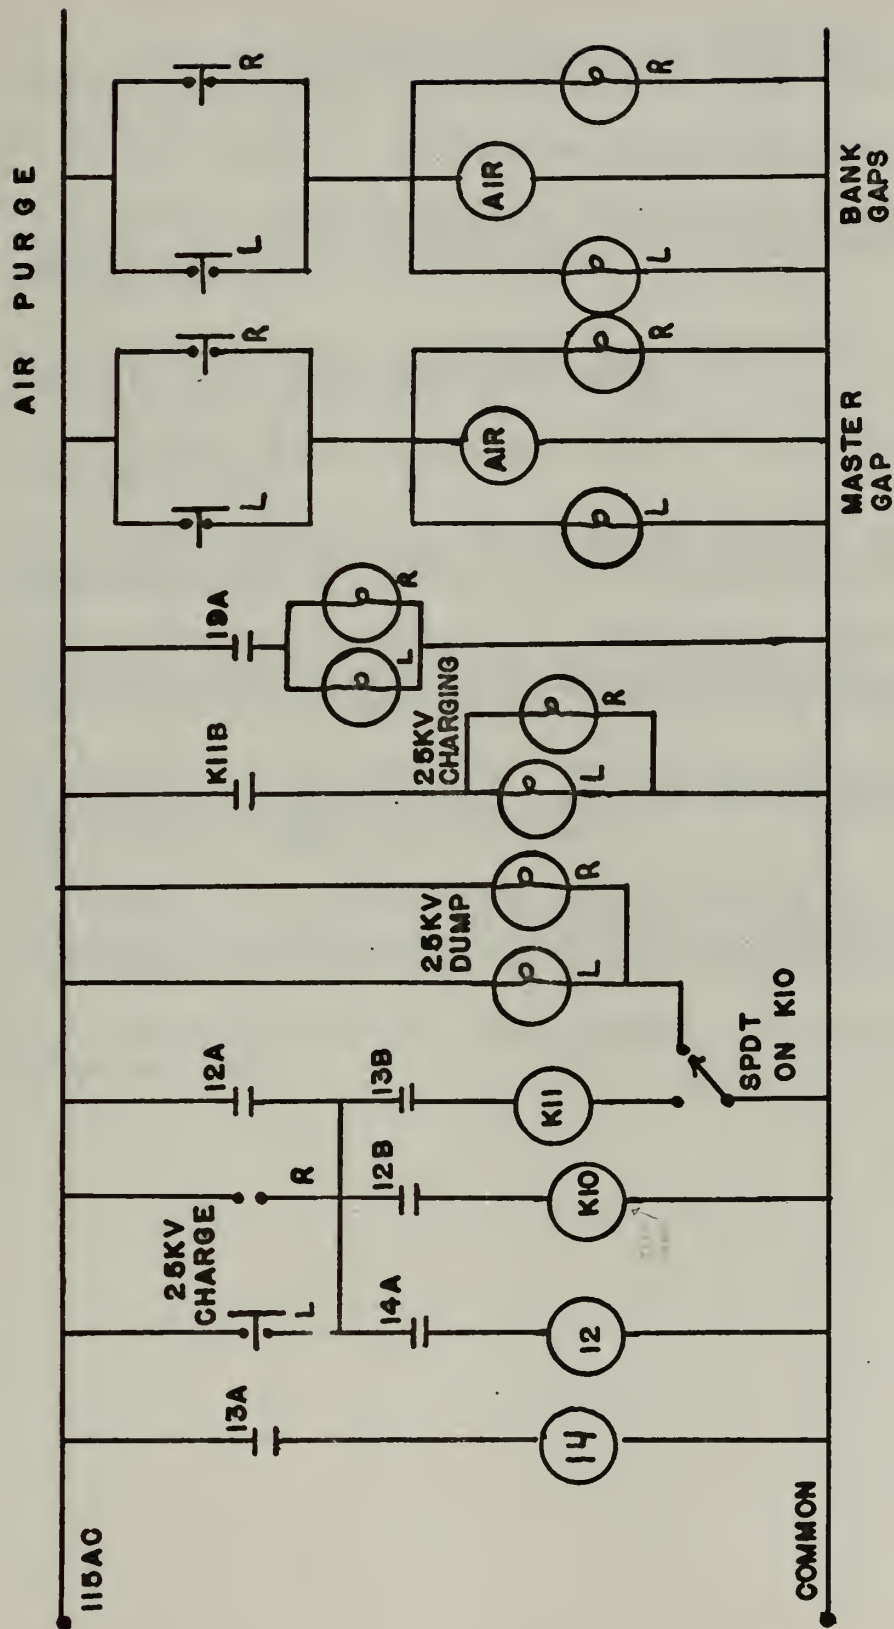 AIR PURGE
115AC
13A
25KV
CHARGE
L
R
12A
14A
12B
13B
14
12
K10
K11
SPDT
ON K10
25KV
DUMP
L
R
K11B
25KV
CHARGING
L
R
19A
L
R
L
R
AIR
L
R
MASTER
GAP
L
R
AIR
L
R
BANK
GAPS
COMMON